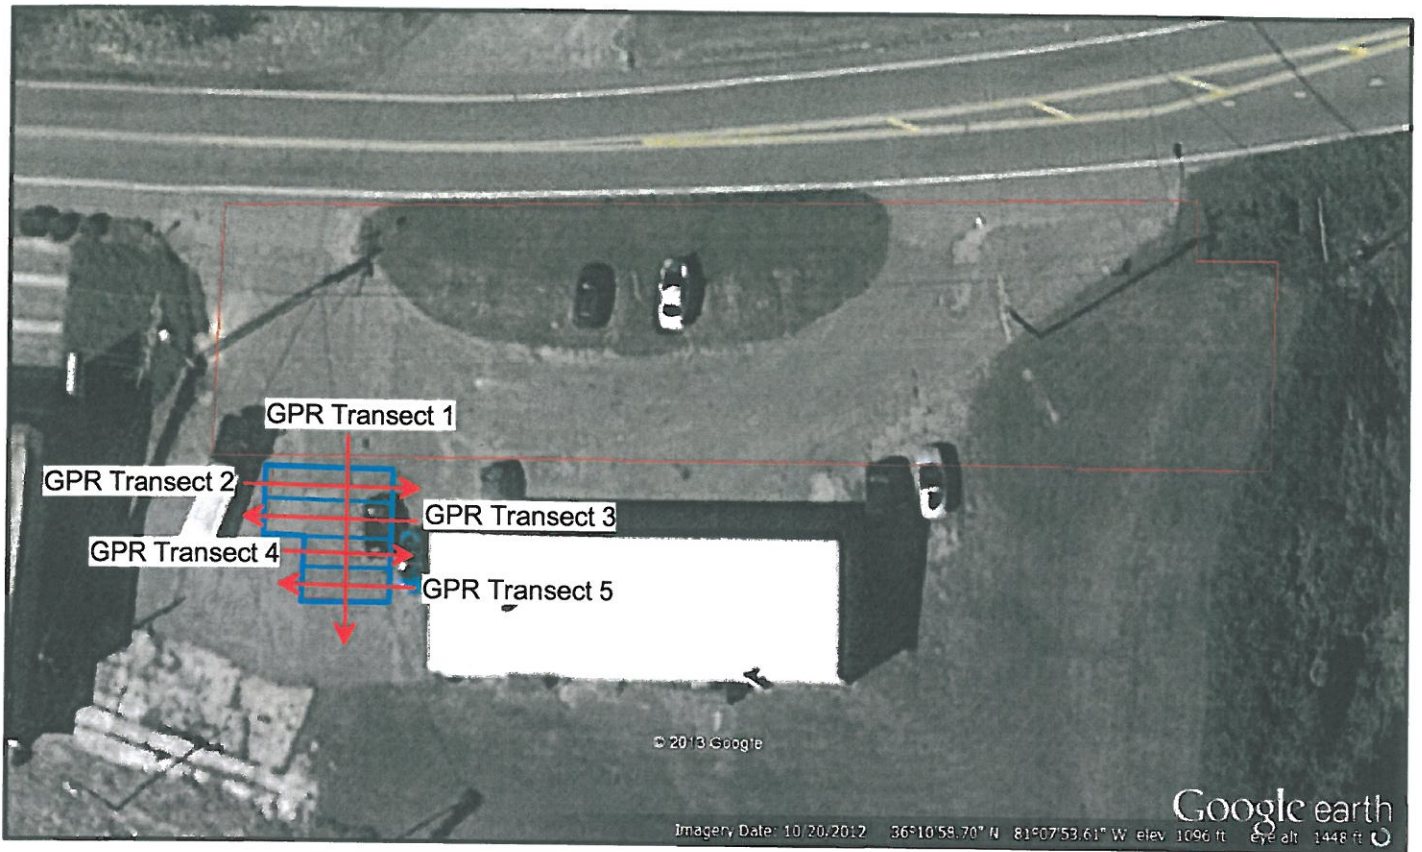 GPR Transect 1
GPR Transect 2
GPR Transect 3
GPR Transect 4
GPR Transect 5
© 2013 Google
Google earth
Imagery Date: 10/20/2012 36°10'58.70" N 81°07'53.61" W elev 1096 ft eye alt 1448 ft